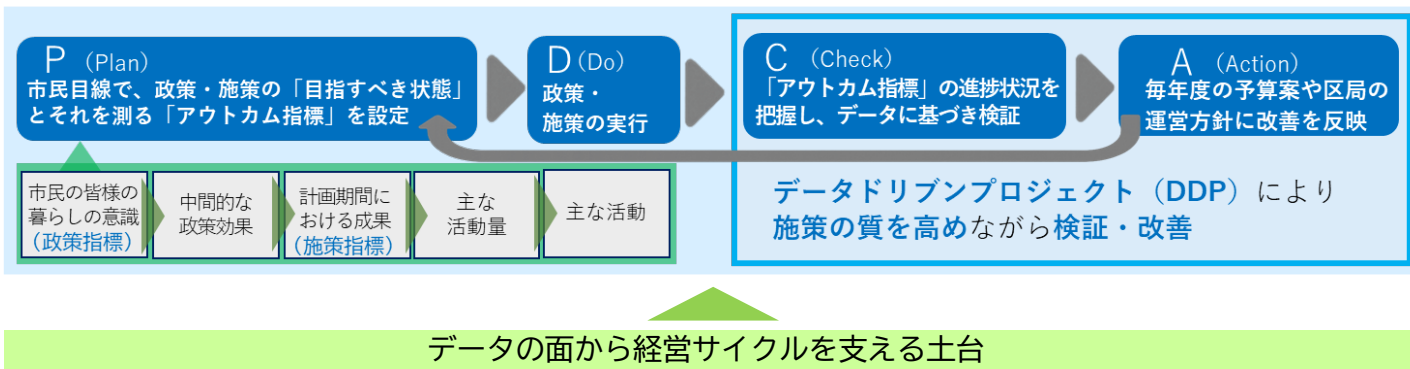 P (Plan)
市民目線で、政策・施策の「目指すべき状態」
とそれを測る「アウトカム指標」を設定
D (Do)
政策・
施策の実行
C (Check)
「アウトカム指標」の進捗状況を
把握し、データに基づき検証
A (Action)
毎年度の予算案や区局の
運営方針に改善を反映
市民の皆様の
暮らしの意識
（政策指標）
中間的な
政策効果
計画期間に
おける成果
（施策指標）
主な
活動量
主な活動
データドリブンプロジェクト（DDP）により
施策の質を高めながら検証・改善
データの面から経営サイクルを支える土台